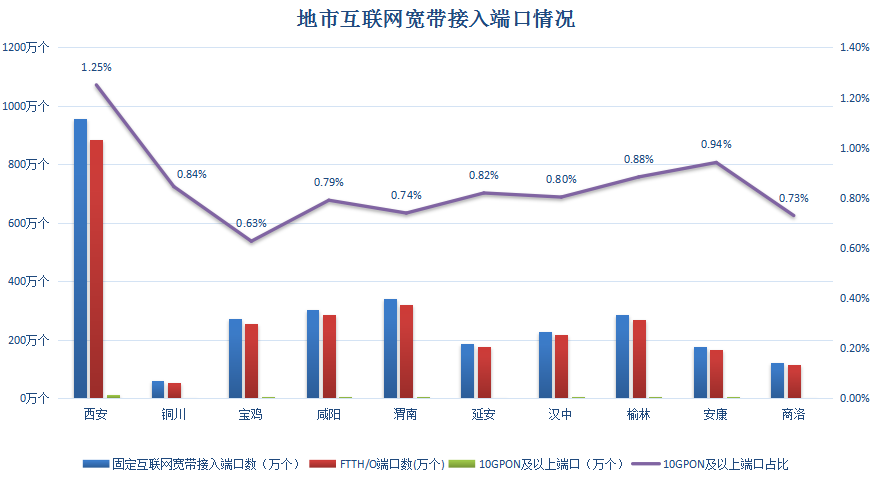 地市互联网宽带接入端口情况
1200万个
1000万个
800万个
600万个
400万个
200万个
0万个
1.40%
1.20%
1.00%
0.80%
0.60%
0.40%
0.20%
0.00%
1.25%
0.84%
0.63%
0.79%
0.74%
0.82%
0.80%
0.88%
0.94%
0.73%
西安 铜川 宝鸡 咸阳 渭南 延安 汉中 榆林 安康 商洛
固定互联网宽带接入端口数（万个） FTTH/O端口数(万个) 10GPON及以上端口（万个） 10GPON及以上端口占比